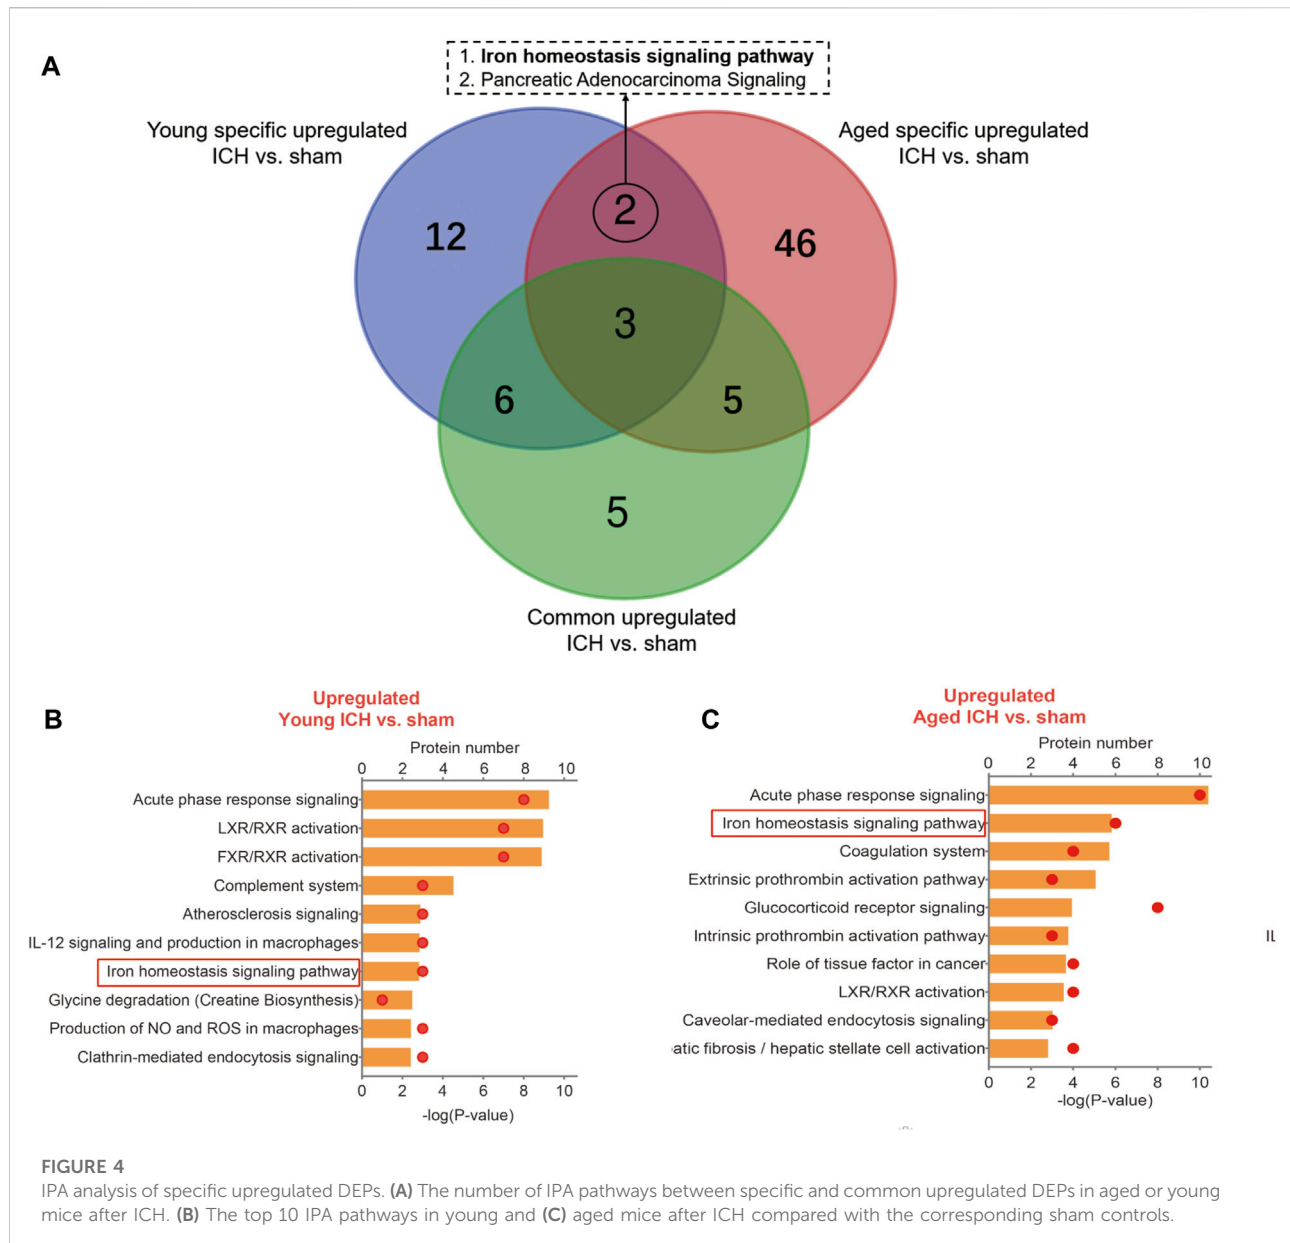 A
1. Iron homeostasis signaling pathway
2. Pancreatic Adenocarcinoma Signaling
Young specific upregulated
ICH vs. sham
Aged specific upregulated
ICH vs. sham
12
2
46
3
6
5
5
Common upregulated
ICH vs. sham
B
Upregulated
Young ICH vs. sham
Protein number
0 2 4 6 8 10
Acute phase response signaling
LXR/RXR activation
FXR/RXR activation
Complement system
Atherosclerosis signaling
IL-12 signaling and production in macrophages
Iron homeostasis signaling pathway
Glycine degradation (Creatine Biosynthesis)
Production of NO and ROS in macrophages
Clathrin-mediated endocytosis signaling
0 2 4 6 8 10
-log(P-value)
C
Upregulated
Aged ICH vs. sham
Protein number
0 2 4 6 8 10
Acute phase response signaling
Iron homeostasis signaling pathway
Coagulation system
Extrinsic prothrombin activation pathway
Glucocorticoid receptor signaling
Intrinsic prothrombin activation pathway
Role of tissue factor in cancer
LXR/RXR activation
Caveolar-mediated endocytosis signaling
atic fibrosis / hepatic stellate cell activation
0 2 4 6 8 10
-log(P-value)
FIGURE 4
IPA analysis of specific upregulated DEPs. (A) The number of IPA pathways between specific and common upregulated DEPs in aged or young
mice after ICH. (B) The top 10 IPA pathways in young and (C) aged mice after ICH compared with the corresponding sham controls.